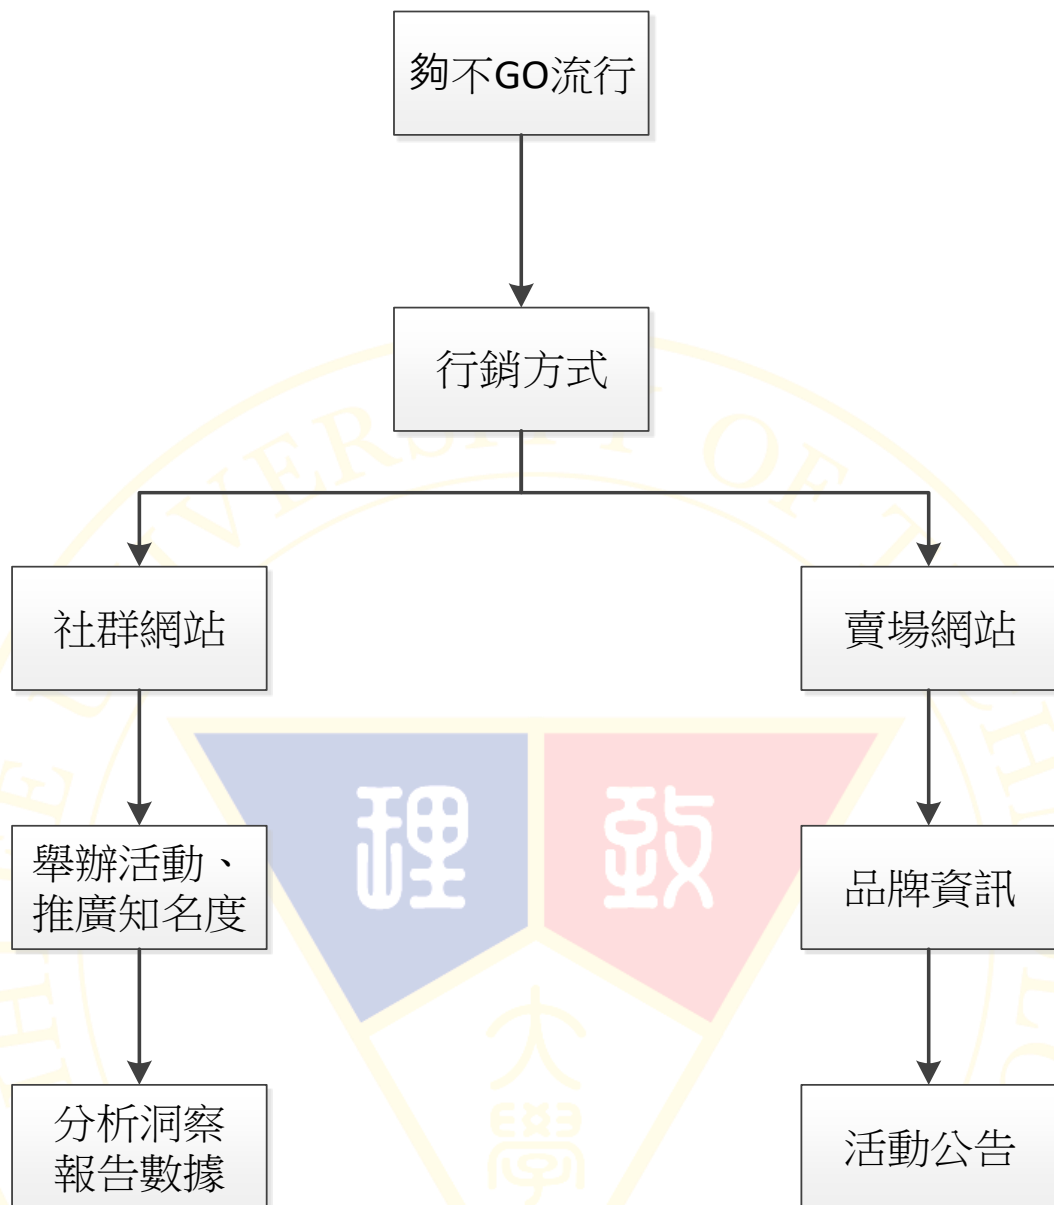 夠不GO流行
行銷方式
社群網站
賣場網站
舉辦活動、
推廣知名度
品牌資訊
分析洞察
報告數據
活動公告
理 致
大
學